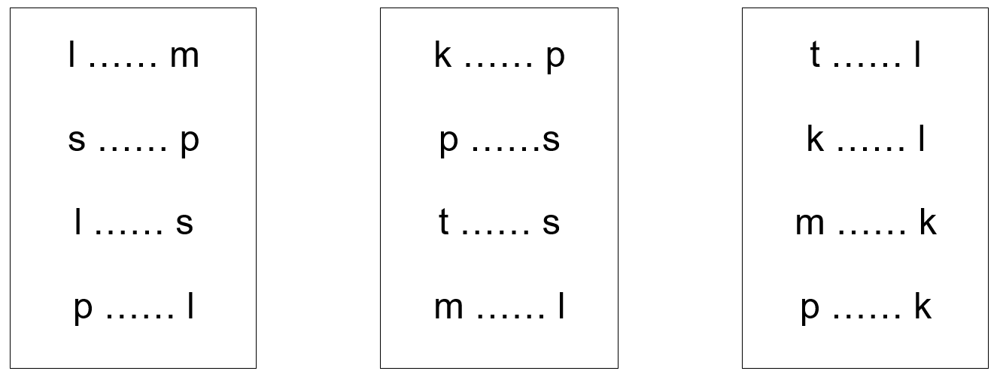 l …… m
s …… p
l …… s
p …… l
k …… p
p ……s
t …… s
m …… l
t …… l
k …… l
m …… k
p …… k